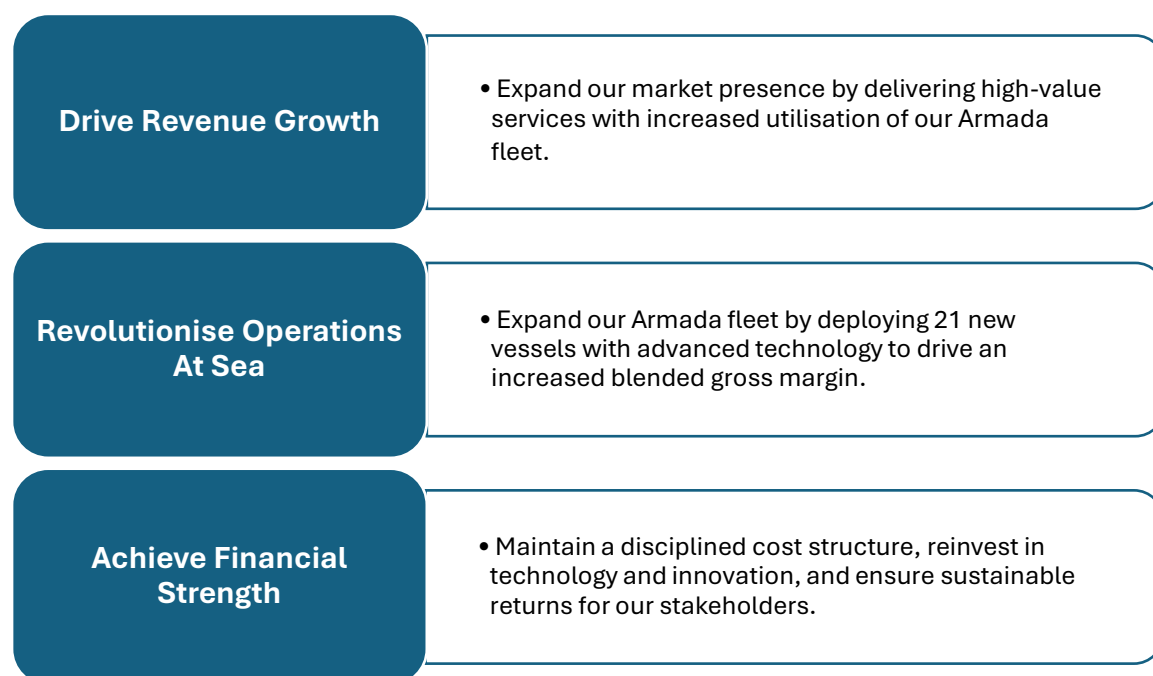 Drive Revenue Growth
• Expand our market presence by delivering high-value
services with increased utilisation of our Armada
fleet.
Revolutionise Operations
At Sea
• Expand our Armada fleet by deploying 21 new
vessels with advanced technology to drive an
increased blended gross margin.
Achieve Financial
Strength
• Maintain a disciplined cost structure, reinvest in
technology and innovation, and ensure sustainable
returns for our stakeholders.